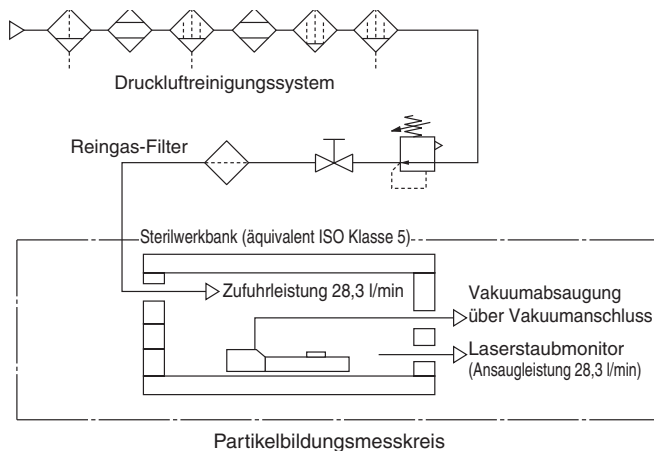 Druckluftreinigungssystem
Reingas-Filter
Sterilwerkbank (äquivalent ISO Klasse 5)
Zufuhrleistung 28,3 l/min
Vakuumabsaugung
über Vakuumanschluss
Laserstaubmonitor
(Ansaugleistung 28,3 l/min)
Partikelbildungsmesskreis